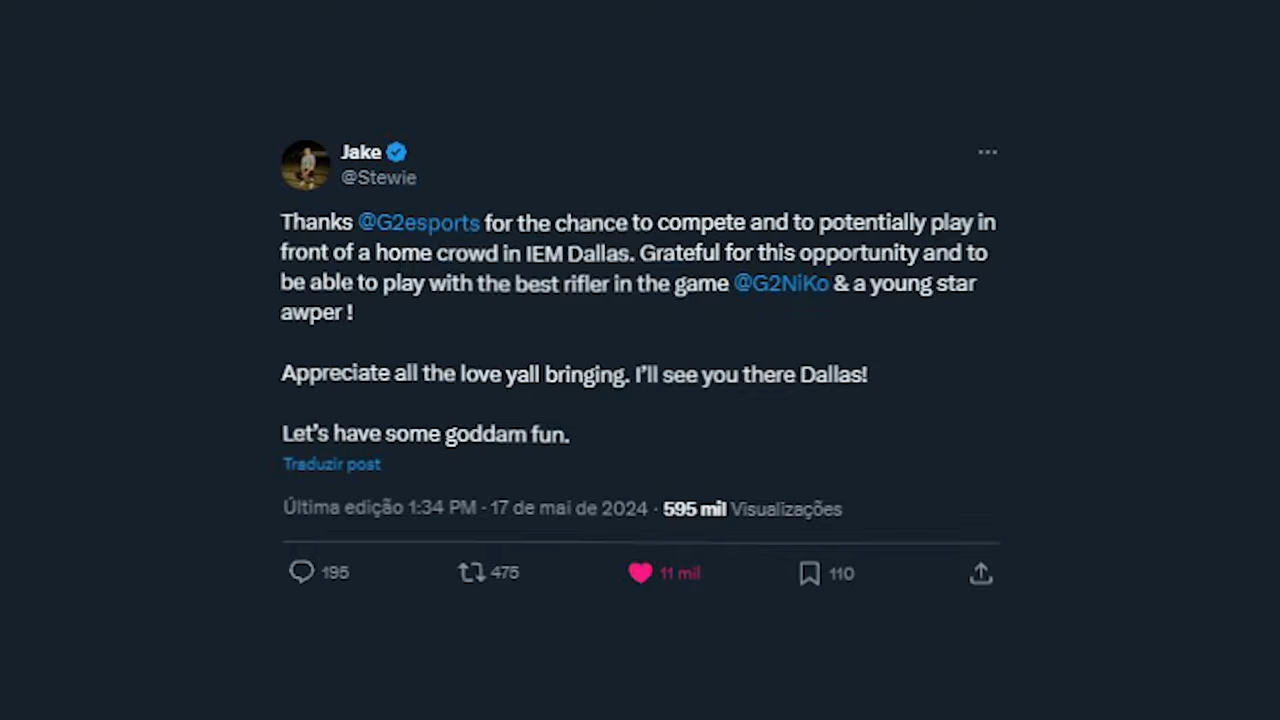 Jake
@Stewie
Thanks @G2esports for the chance to compete and to potentially play in
front of a home crowd in IEM Dallas. Grateful for this opportunity and to
be able to play with the best rifler in the game @G2NiKo & a young star
awper !
Appreciate all the love yall bringing. I'll see you there Dallas!
Let's have some goddam fun.
Traduzir post
Última edição 1:34 PM · 17 de mai de 2024 · 595 mil Visualizações
195 475 11 mil 110